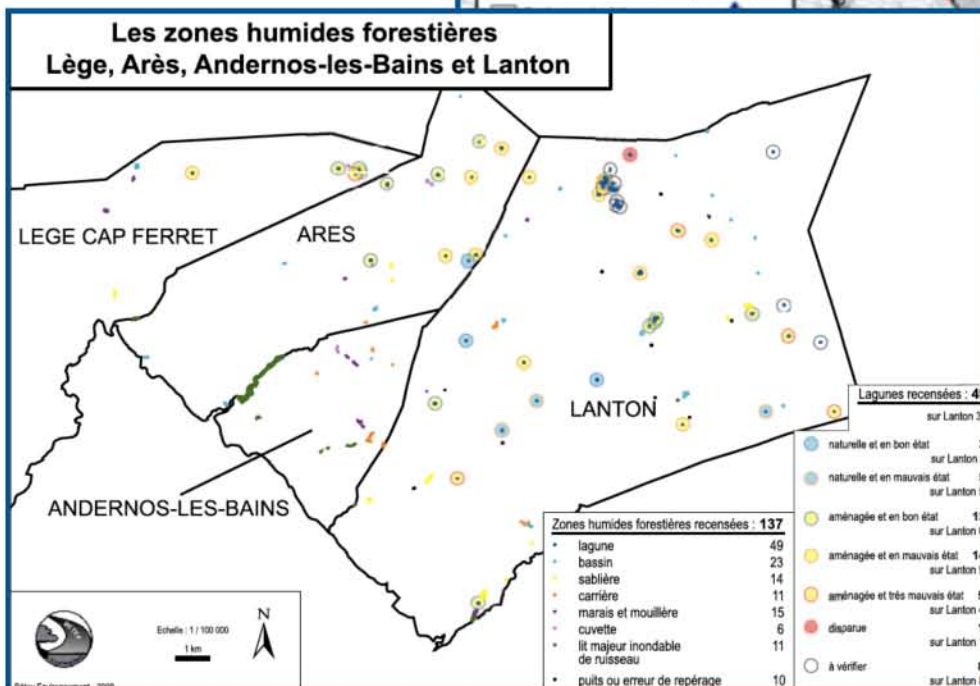 Les zones humides forestières
Lège, Arès, Andernos-les-Bains et Lanton
LEGE CAP FERRET
ARES
LANTON
ANDERNOS-LES-BAINS
Echelle : 1 / 100 000
1 km
N
Zones humides forestières recensées : 137
lagune 49
bassin 23
sablière 14
carrière 11
marais et mouillère 15
cuvette 6
lit majeur inondable 11
de ruisseau
puits ou erreur de repérage 10
Lagunes recensées :
sur Lanton
naturelle et en bon état
sur Lanton
naturelle et en mauvais état
sur Lanton
aménagée et en bon état
sur Lanton
aménagée et en mauvais état
sur Lanton
aménagée et très mauvais état
sur Lanton
disparue
sur Lanton
à vérifier
sur Lanton